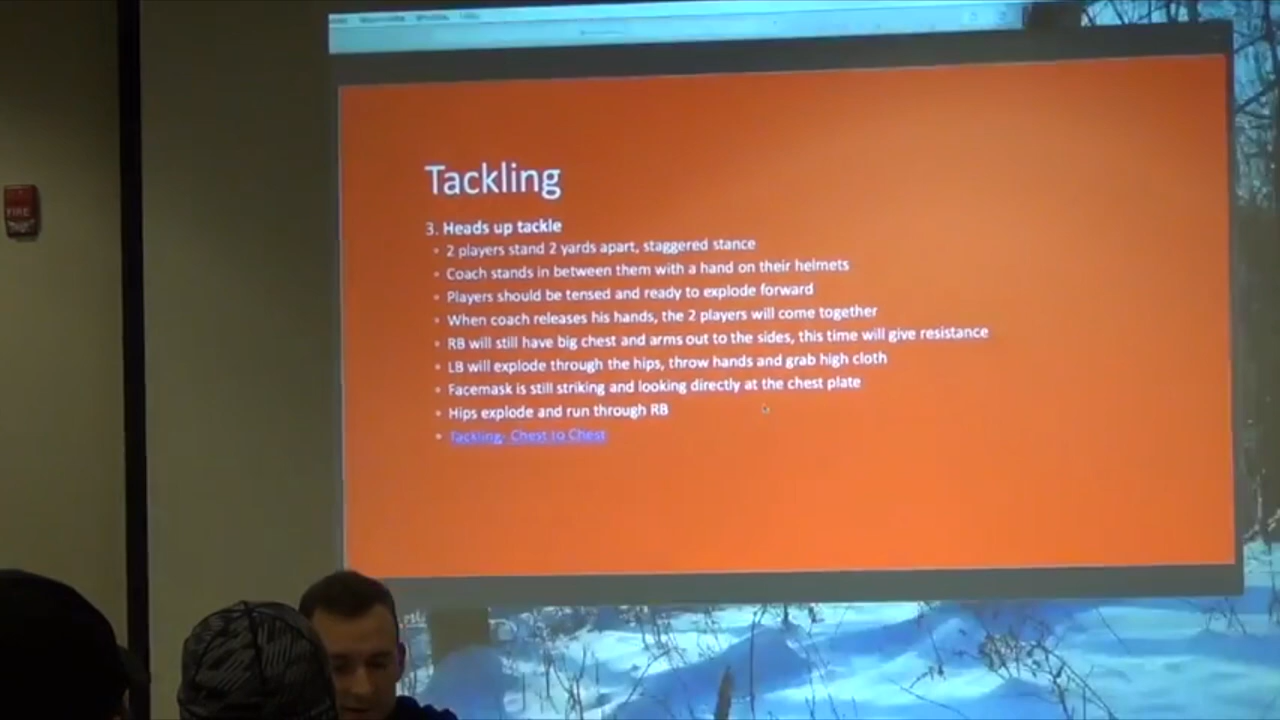 FIRE
Tackling
3. Heads up tackle
• 2 players stand 2 yards apart, staggered stance
• Coach stands in between them with a hand on their helmets
• Players should be tensed and ready to explode forward
• When coach releases his hands, the 2 players will come together
• RB will still have big chest and arms out to the sides, this time will give resistance
• LB will explode through the hips, throw hands and grab high cloth
• Facemask is still striking and looking directly at the chest plate
• Hips explode and run through RB
• Tackling- Chest to Chest